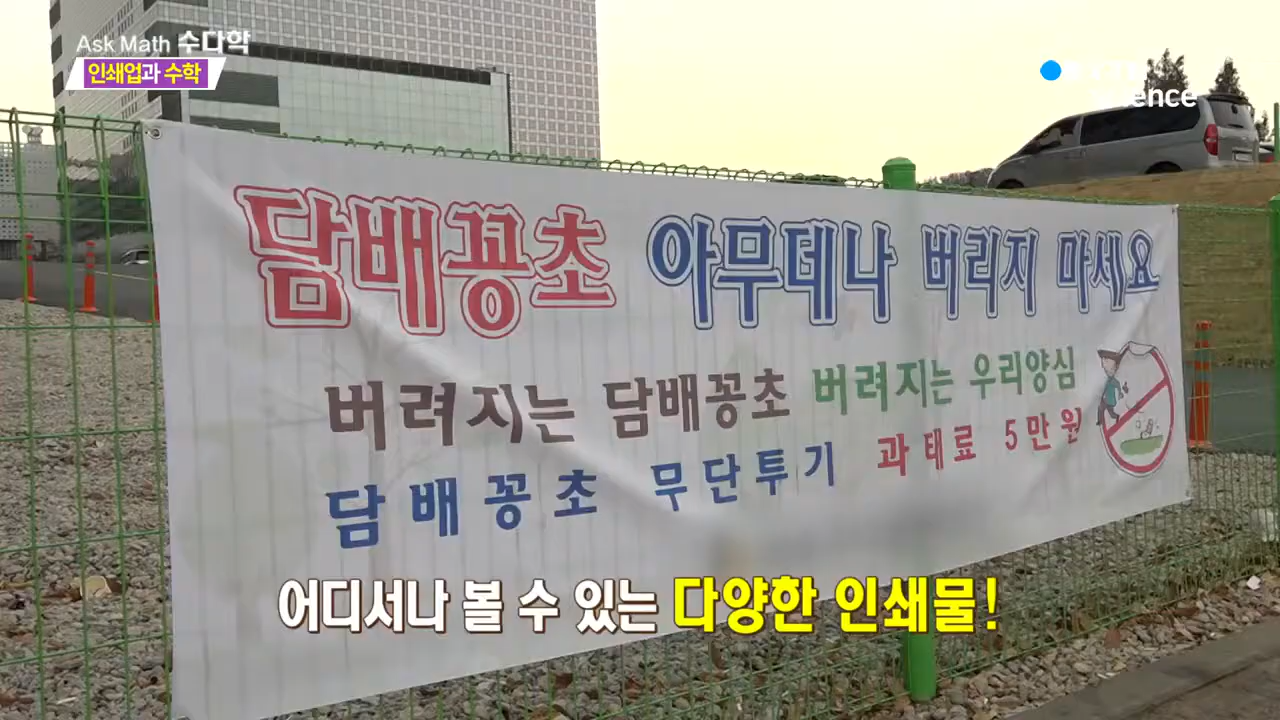 Ask Math 수다학
인쇄업과 수학
science
담배꽁초 아무데나 버리지 마세요
버려지는 담배꽁초 버려지는 우리양심
담배꽁초 무단투기 과태료 5만원
어디서나 볼 수 있는 다양한 인쇄물!